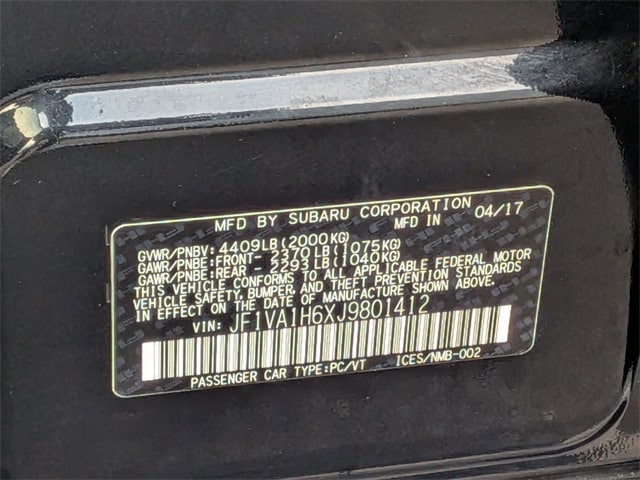 MFD BY SUBARU CORPORATION
MFD IN 04/17
GVWR/PNBV: 4409LB(2000KG)
GAWR/PNBE:FRONT- 2370LB(1075KG)
GAWR/PNBE:REAR - 2293LB(1040KG)
THIS VEHICLE CONFORMS TO ALL APPLICABLE FEDERAL MOTOR
VEHICLE SAFETY, BUMPER, AND THEFT PREVENTION STANDARDS
IN EFFECT ON THE DATE OF MANUFACTURE SHOWN ABOVE.
VIN: JF1VA1H6XJ9801412
PASSENGER CAR TYPE:PC/VT ICES/NMB-002